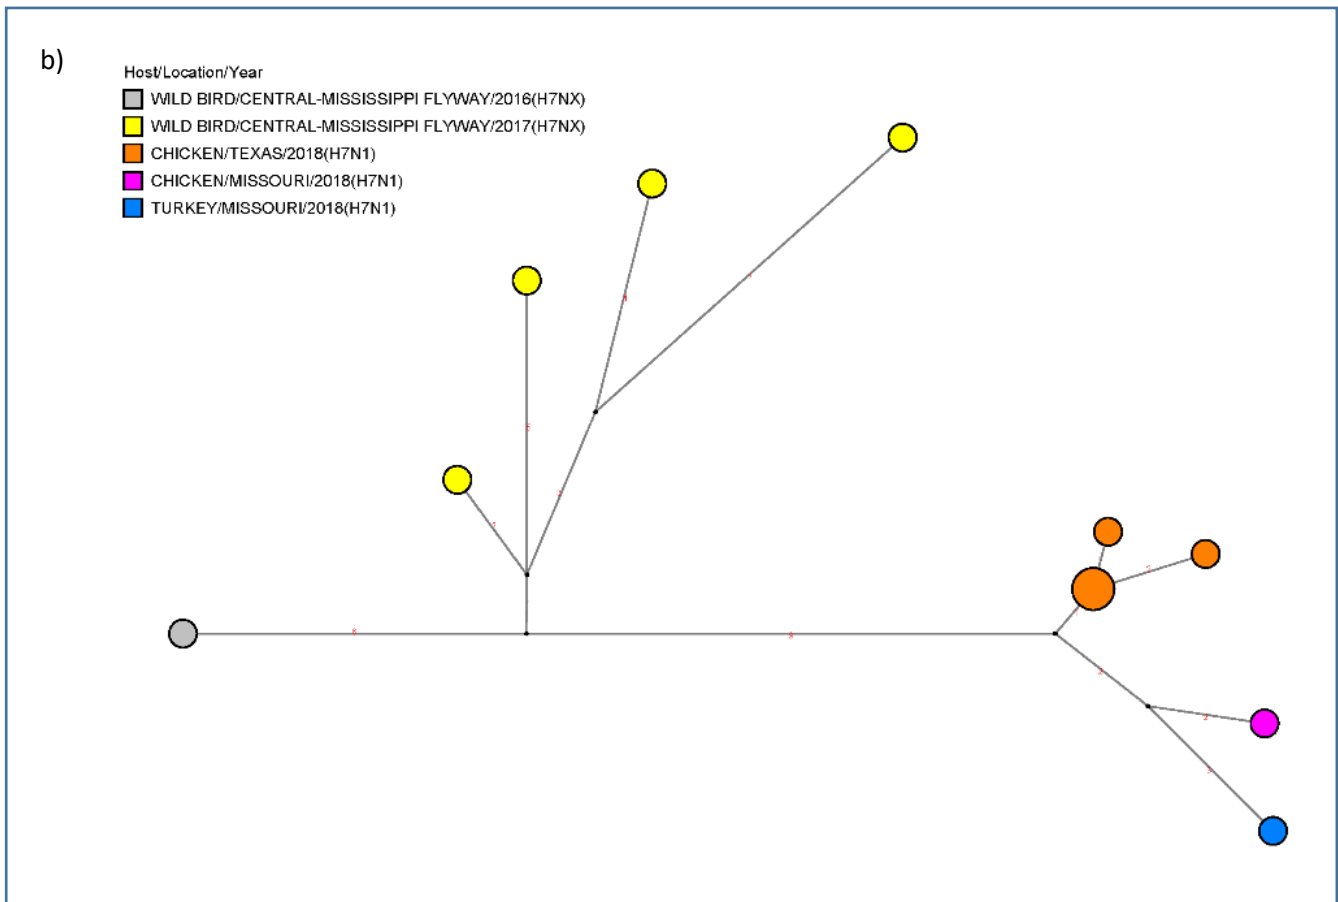 b)
Host/Location/Year
WILD BIRD/CENTRAL-MISSISSIPPI FLYWAY/2016(H7NX)
WILD BIRD/CENTRAL-MISSISSIPPI FLYWAY/2017(H7NX)
CHICKEN/TEXAS/2018(H7N1)
CHICKEN/MISSOURI/2018(H7N1)
TURKEY/MISSOURI/2018(H7N1)